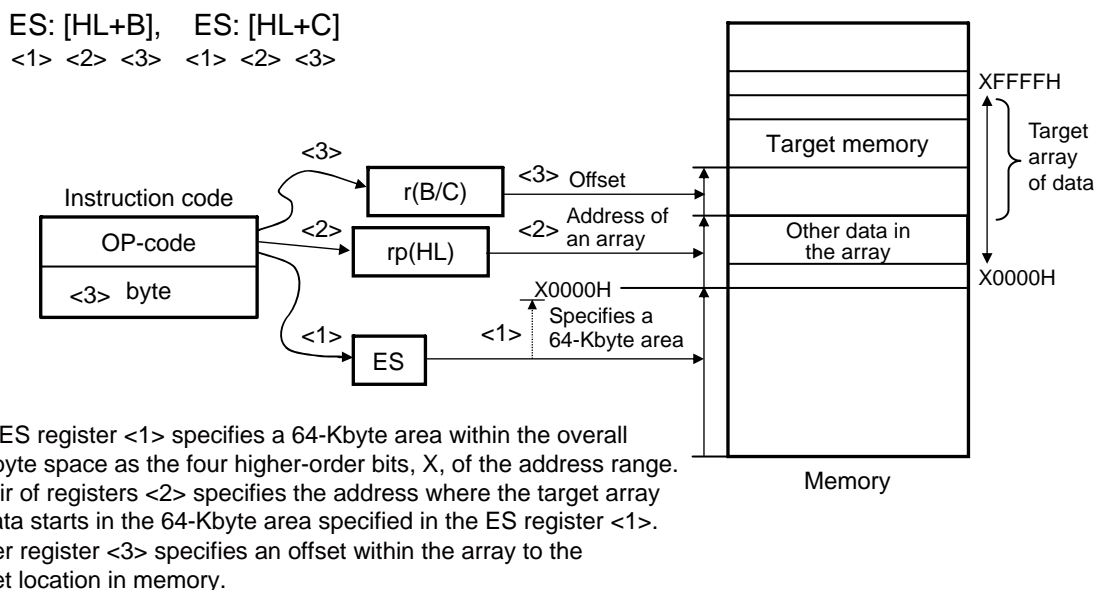 ES: [HL+B], ES: [HL+C]
<1> <2> <3> <1> <2> <3>
XFFFFH
Target memory
Target
array
of data
<3>
r(B/C)
<3> Offset
Instruction code
OP-code
<2>
rp(HL)
<2> Address of
an array
Other data in
the array
<3> byte
X0000H
X0000H
Specifies a
64-Kbyte area
<1>
<1>
ES
Memory
ES register <1> specifies a 64-Kbyte area within the overall
byte space as the four higher-order bits, X, of the address range.
ir of registers <2> specifies the address where the target array
ata starts in the 64-Kbyte area specified in the ES register <1>.
er register <3> specifies an offset within the array to the
et location in memory.